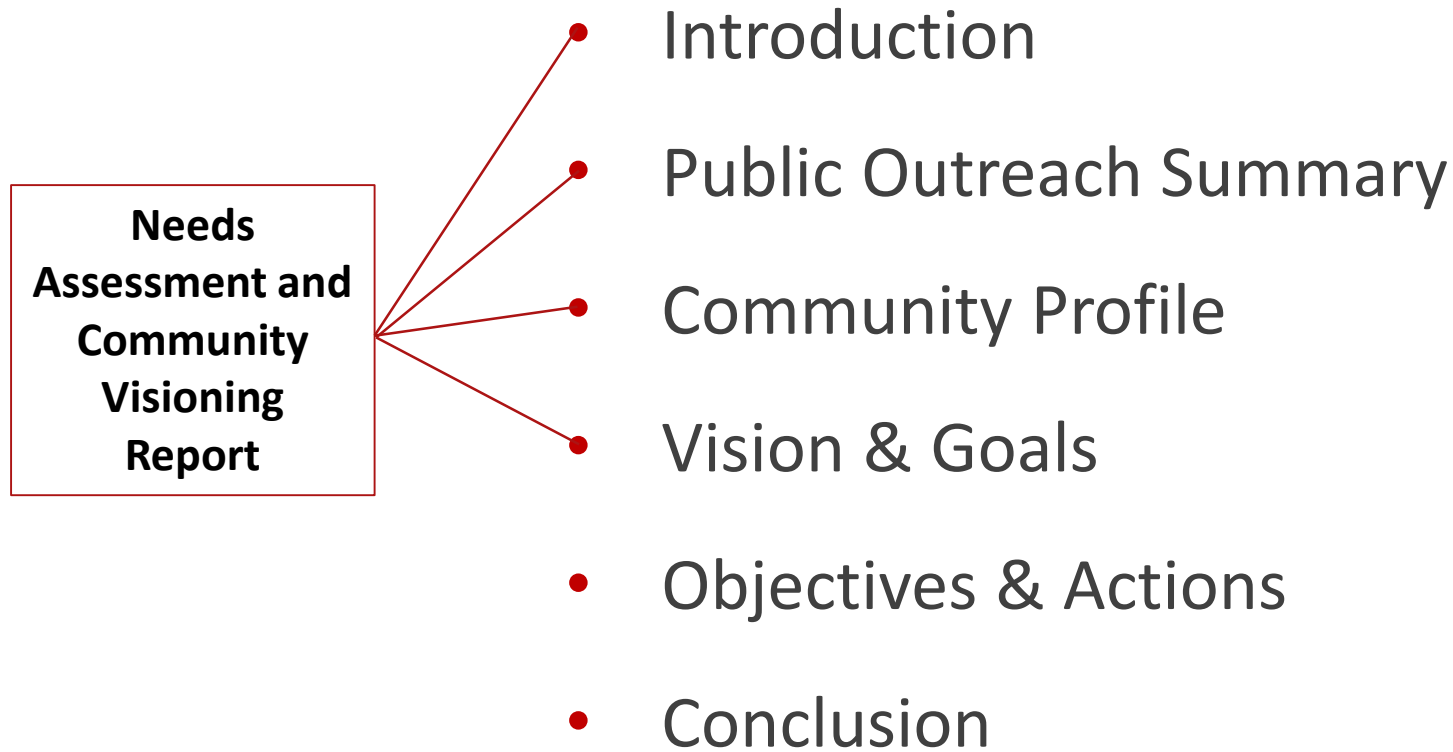 Needs
Assessment and
Community
Visioning
Report
Introduction
Public Outreach Summary
Community Profile
Vision & Goals
Objectives & Actions
Conclusion